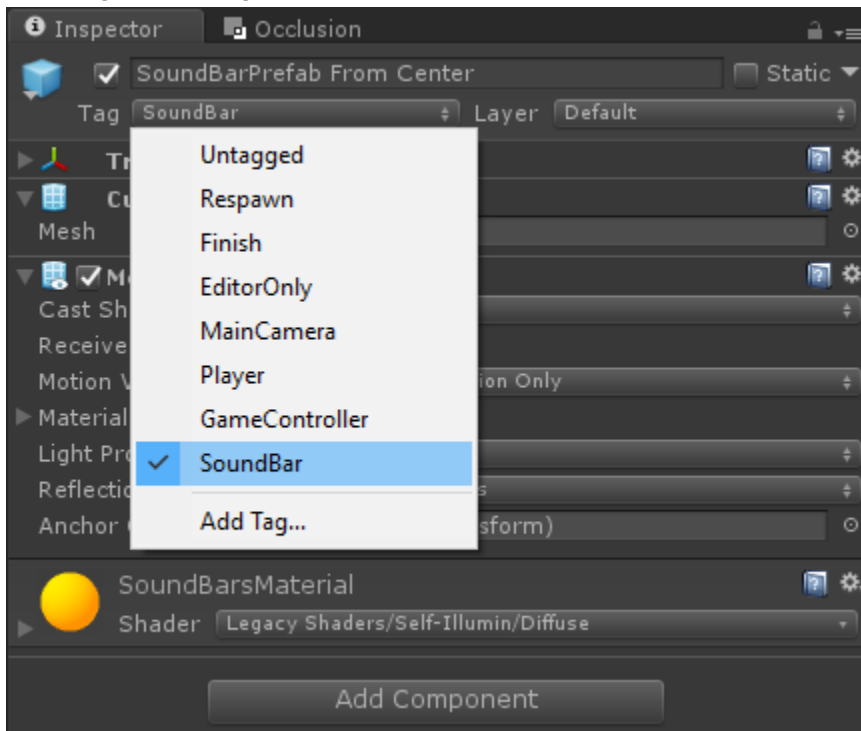 Inspector Occlusion
SoundBarPrefab From Center Static
Tag SoundBar Layer Default
Untagged
Respawn
Mesh
Finish
EditorOnly
Cast Sh
MainCamera
Receive
Player
Motion V ion Only
GameController
Material
Light Pro
SoundBar
Reflectio s
Add Tag...
Anchor sform)
SoundBarsMaterial
Shader Legacy Shaders/Self-Illumin/Diffuse
Add Component